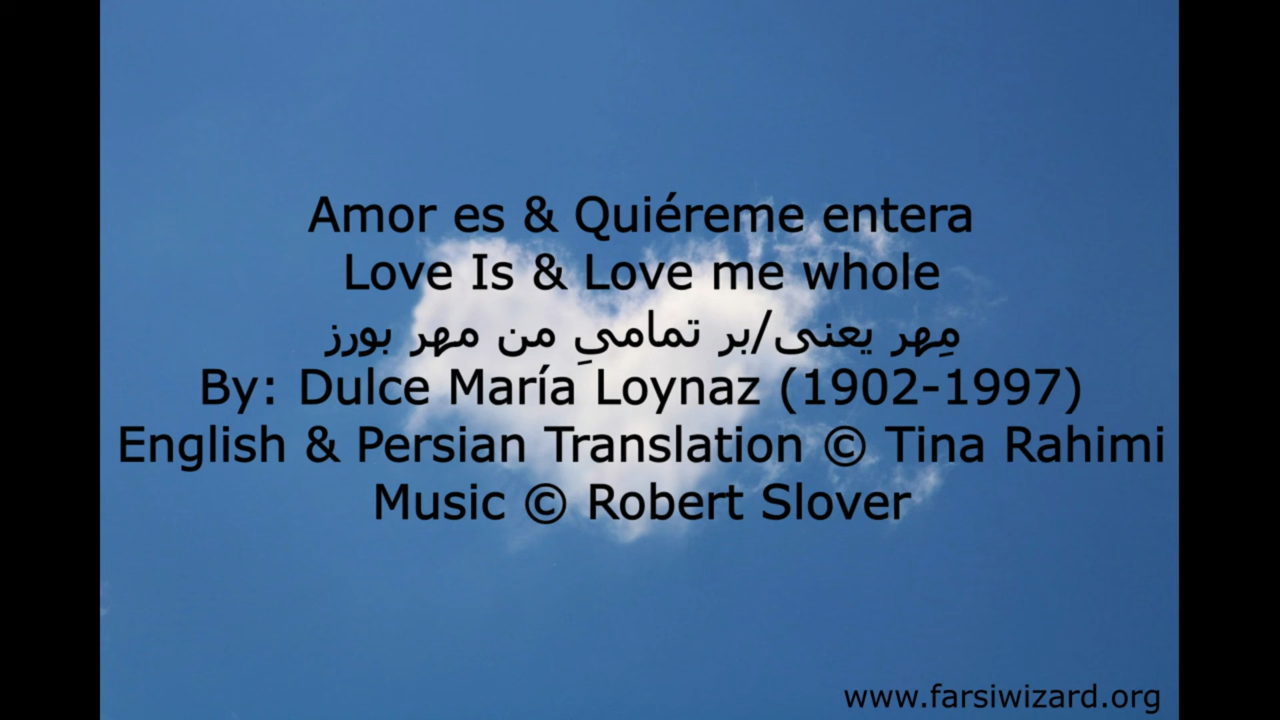 Amor es & Quiéreme entera
Love Is & Love me whole
مِهر یعنی/بر تمامیِ من مهر بورز
By: Dulce María Loynaz (1902-1997)
English & Persian Translation © Tina Rahimi
Music © Robert Slover
www.farsiwizard.org